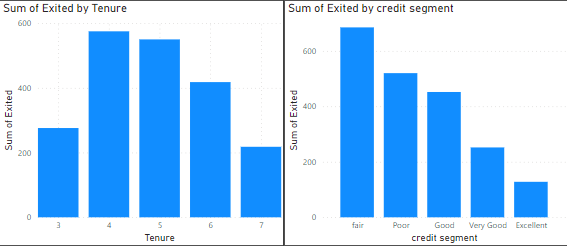 Sum of Exited by Tenure
Sum of Exited
600
400
200
0
3 4 5 6 7
Tenure
Sum of Exited by credit segment
Sum of Exited
600
400
200
0
fair Poor Good Very Good Excellent
credit segment